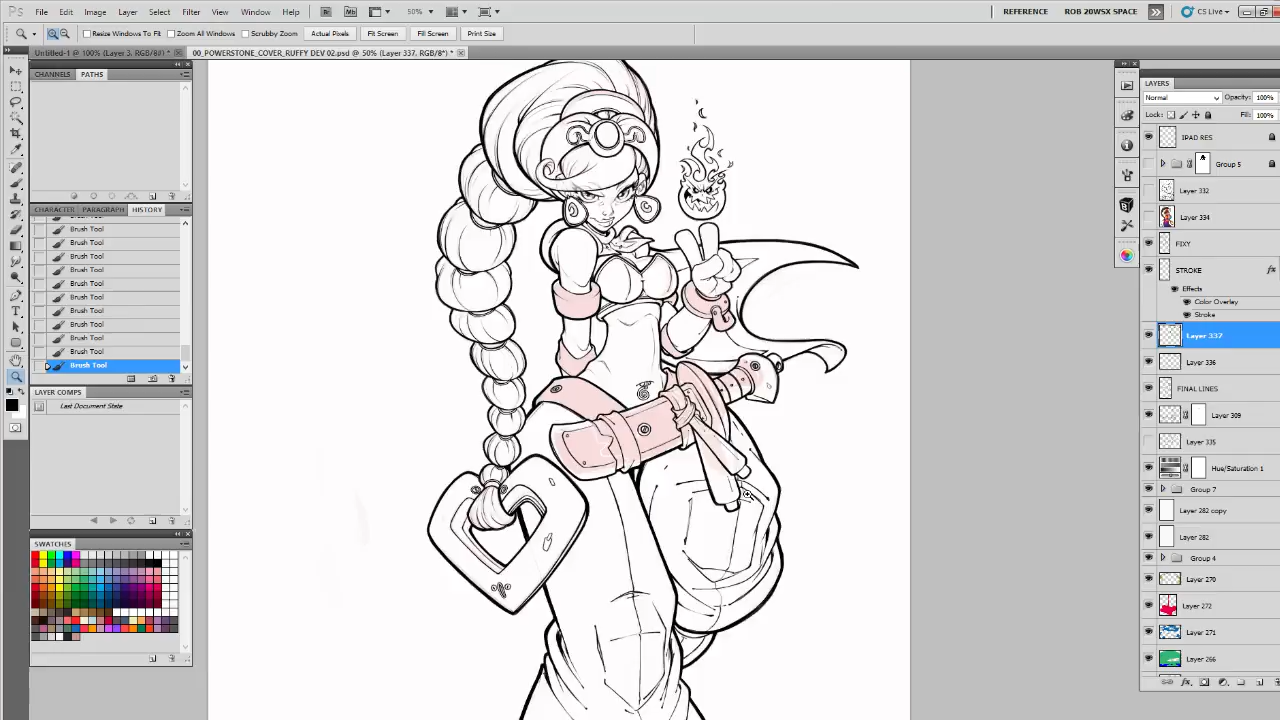 Ps File Edit Image Layer Select Filter View Window Help Br Mb 50% REFERENCE ROB 20WSX SPACE CS Live
Resize Windows To Fit Zoom All Windows Scrubby Zoom Actual Pixels Fit Screen Fill Screen Print Size
Untitled-1 @ 100% (Layer 3, RGB/8#) * 00_POWERSTONE_COVER_RUFFY DEV 02.psd @ 50% (Layer 337, RGB/8*) *
CHANNELS PATHS
CHARACTER PARAGRAPH HISTORY
Brush Tool
Brush Tool
Brush Tool
Brush Tool
Brush Tool
Brush Tool
Brush Tool
Brush Tool
Brush Tool
Brush Tool
Brush Tool
LAYER COMPS
Last Document State
SWATCHES
LAYERS
Normal Opacity: 100%
Lock: Fill: 100%
IPAD RES
Group 5
Layer 332
Layer 334
FIXY
STROKE fx
Effects
Color Overlay
Stroke
Layer 337
Layer 336
FINAL LINES
Layer 309
Layer 335
Hue/Saturation 1
Group 7
Layer 282 copy
Layer 282
Group 4
Layer 270
Layer 272
Layer 271
Layer 266